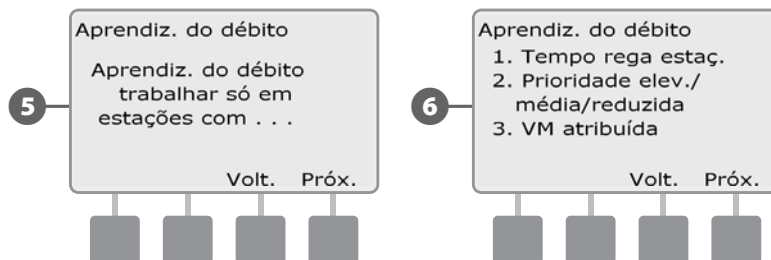 Aprendiz. do débito
Aprendiz. do débito
trabalhar só em
estações com . . .
Volt. Próx.
5
Aprendiz. do débito
1. Tempo rega estaç.
2. Prioridade elev./
média/reduzida
3. VM atribuída
Volt. Próx.
6